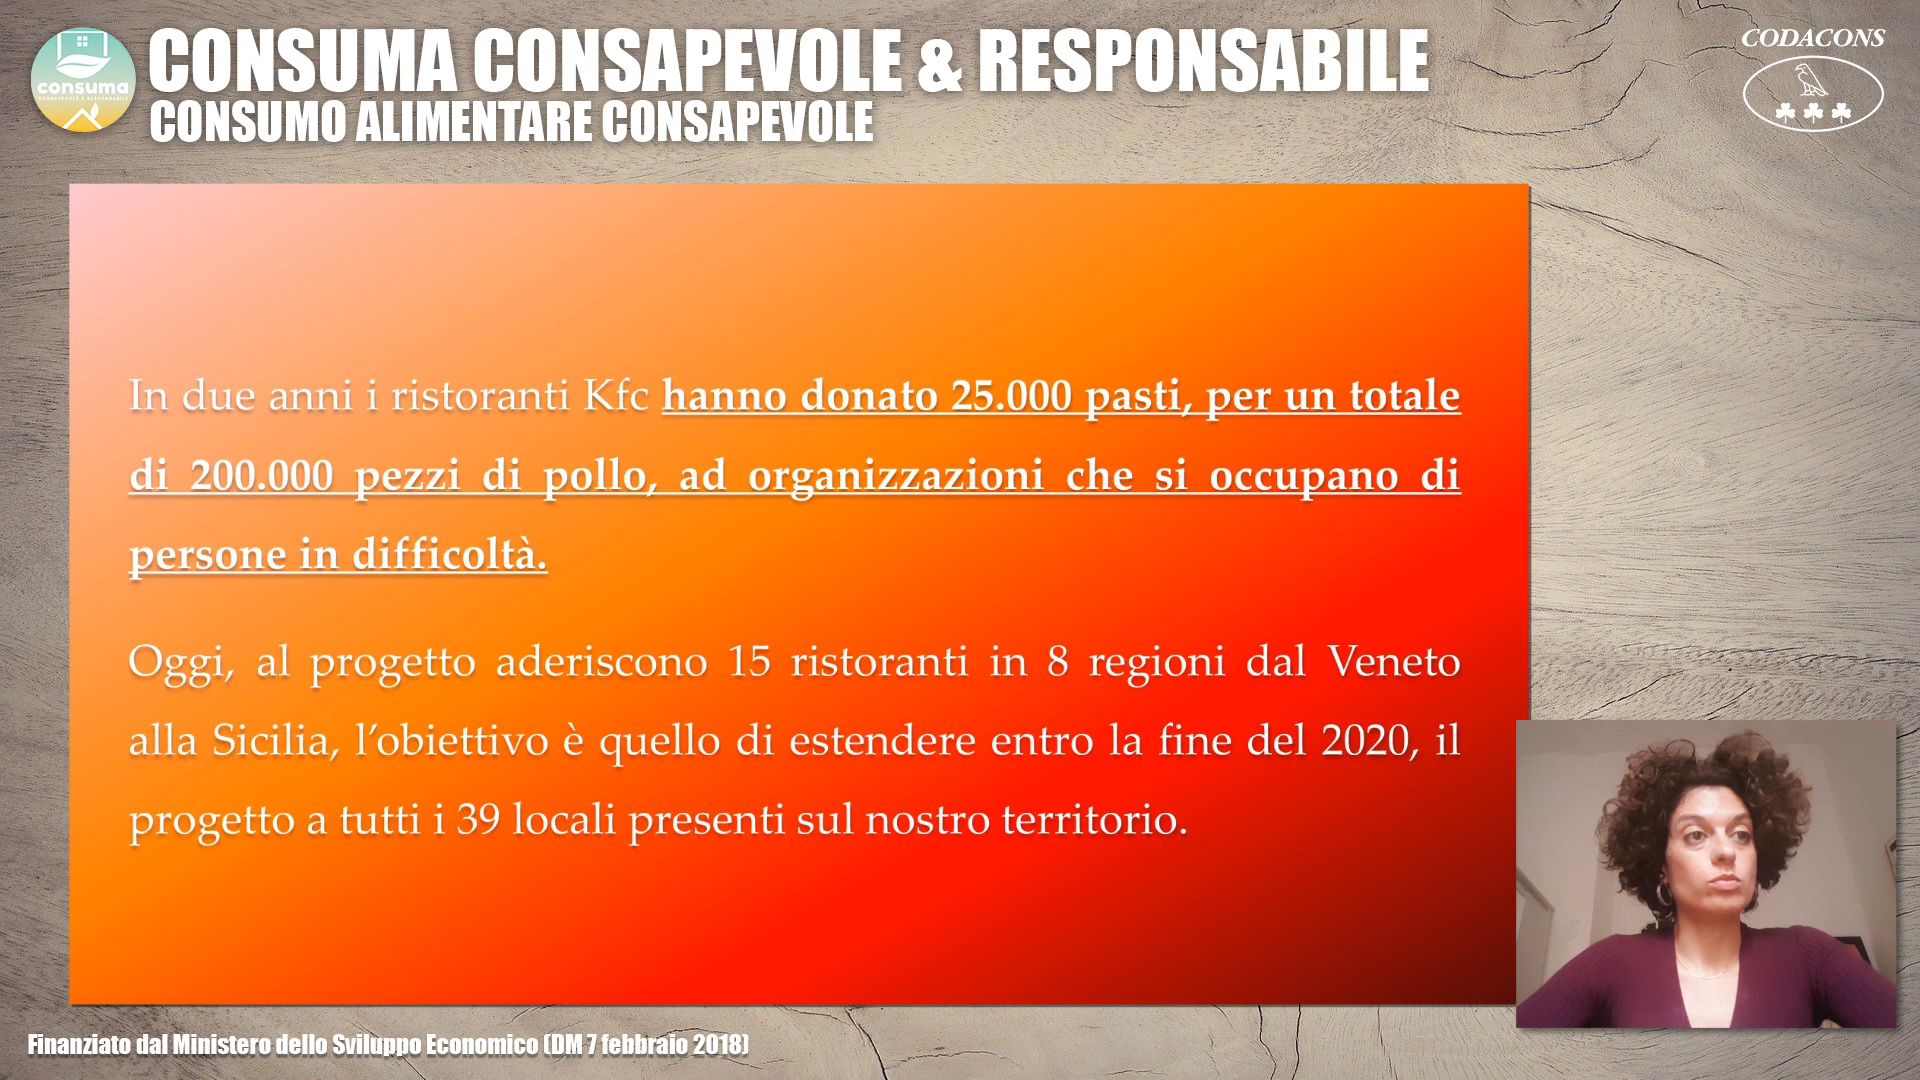 CONSUMA CONSAPEVOLE & RESPONSABILE
CONSUMO ALIMENTARE CONSAPEVOLE
consuma
CONSAPEVOLE & RESPONSABILE
CODACONS
In due anni i ristoranti Kfc hanno donato 25.000 pasti, per un totale
di 200.000 pezzi di pollo, ad organizzazioni che si occupano di
persone in difficoltà.
Oggi, al progetto aderiscono 15 ristoranti in 8 regioni dal Veneto
alla Sicilia, l’obiettivo è quello di estendere entro la fine del 2020, il
progetto a tutti i 39 locali presenti sul nostro territorio.
Finanziato dal Ministero dello Sviluppo Economico (DM 7 febbraio 2018)